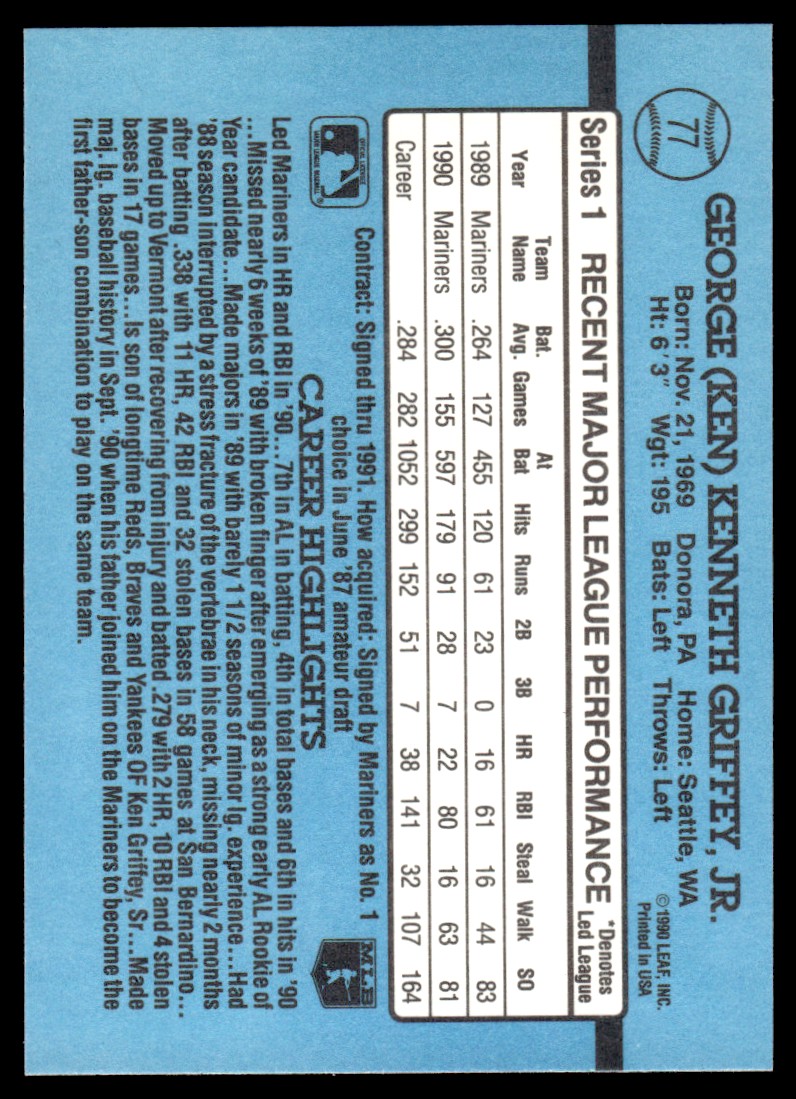 77
GEORGE (KEN) KENNETH GRIFFEY, JR.
Born: Nov. 21, 1969 Donora, PA Home: Seattle, WA
Ht: 6'3" Wgt: 195 Bats: Left Throws: Left
© 1990 LEAF, INC.
Printed in USA
Series 1 RECENT MAJOR LEAGUE PERFORMANCE *Denotes Led League
Year Team Name Bat. Avg. Games At Bat Hits Runs 2B 3B HR RBI Steal Walk SO
1989 Mariners .264 127 455 120 61 23 0 16 61 16 44 83
1990 Mariners .300 155 597 179 91 28 7 22 80 16 63 81
Career .284 282 1052 299 152 51 7 38 141 32 107 164
OFFICIAL LICENSEE
MAJOR LEAGUE BASEBALL
®
Contract: Signed thru 1991. How acquired: Signed by Mariners as No. 1
choice in June '87 amateur draft
MLB
CAREER HIGHLIGHTS
Led Mariners in HR and RBI in '90...7th in AL in batting, 4th in total bases and 6th in hits in '90
...Missed nearly 6 weeks of '89 with broken finger after emerging as a strong early AL Rookie of
Year candidate...Made majors in '89 with barely 1 1/2 seasons of minor lg. experience...Had
'88 season interrupted by a stress fracture of the vertebrae in his neck, missing nearly 2 months
after batting .338 with 11 HR, 42 RBI and 32 stolen bases in 58 games at San Bernardino...
Moved up to Vermont after recovering from injury and batted .279 with 2 HR, 10 RBI and 4 stolen
bases in 17 games...Is son of longtime Reds, Braves and Yankees OF Ken Griffey, Sr....Made
maj. lg. baseball history in Sept. '90 when his father joined him on the Mariners to become the
first father-son combination to play on the same team.